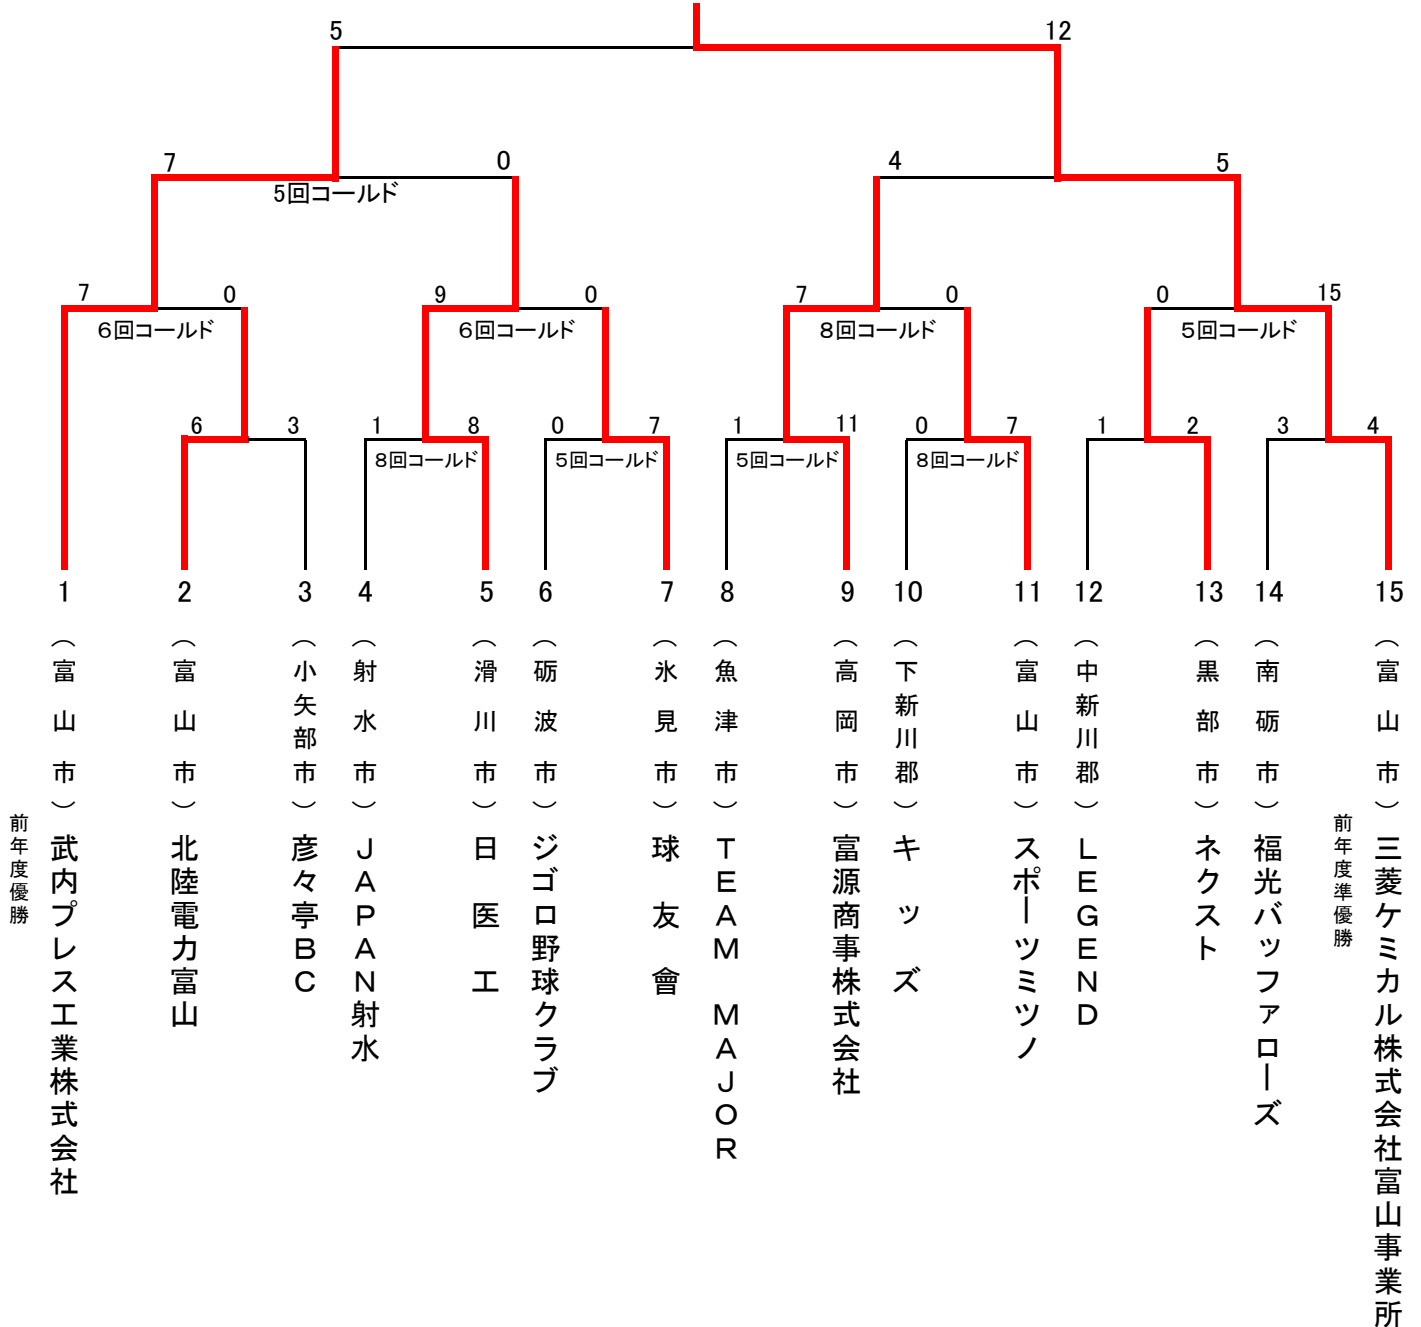 5 12
7 0 4 5
5回コールド
7 0 9 0 7 0 0 15
6回コールド 6回コールド 8回コールド 5回コールド
6 3 1 8 0 7 1 11 0 7 1 2 3 4
8回コールド 5回コールド 5回コールド 8回コールド
1 2 3 4 5 6 7 8 9 10 11 12 13 14 15
(富山市)武内プレス工業株式会社
前年度優勝
(富山市)北陸電力富山
(小矢部市)彦々亭BC
(射水市)JAPAN射水
(滑川市)日医工
(砺波市)ジゴロ野球クラブ
(氷見市)球友會
(魚津市)TEAM MAJOR
(高岡市)富源商事株式会社
(下新川郡)キッズ
(富山市)スポーツミツノ
(中新川郡)LEGEND
(黒部市)ネクスト
(南砺市)福光バッファローズ
(富山市)三菱ケミカル株式会社富山事業所
前年度準優勝